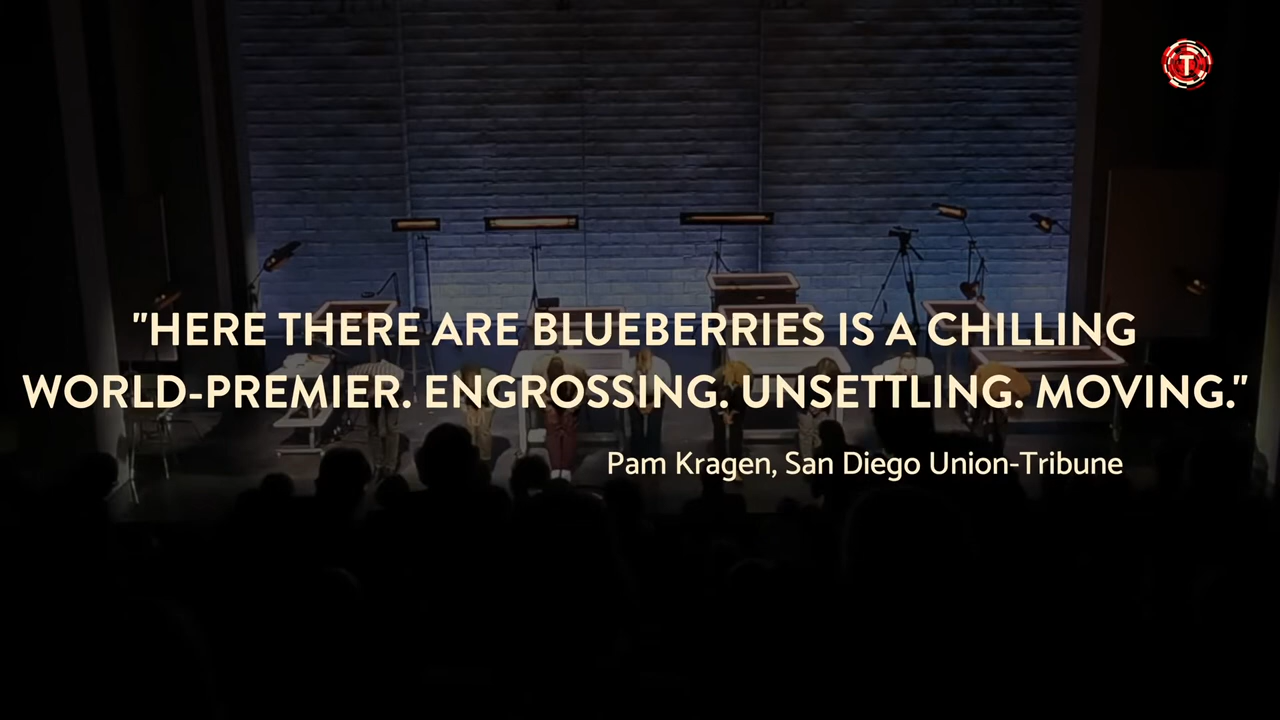 T
"HERE THERE ARE BLUEBERRIES IS A CHILLING
WORLD-PREMIER. ENGROSSING. UNSETTLING. MOVING."
Pam Kragen, San Diego Union-Tribune